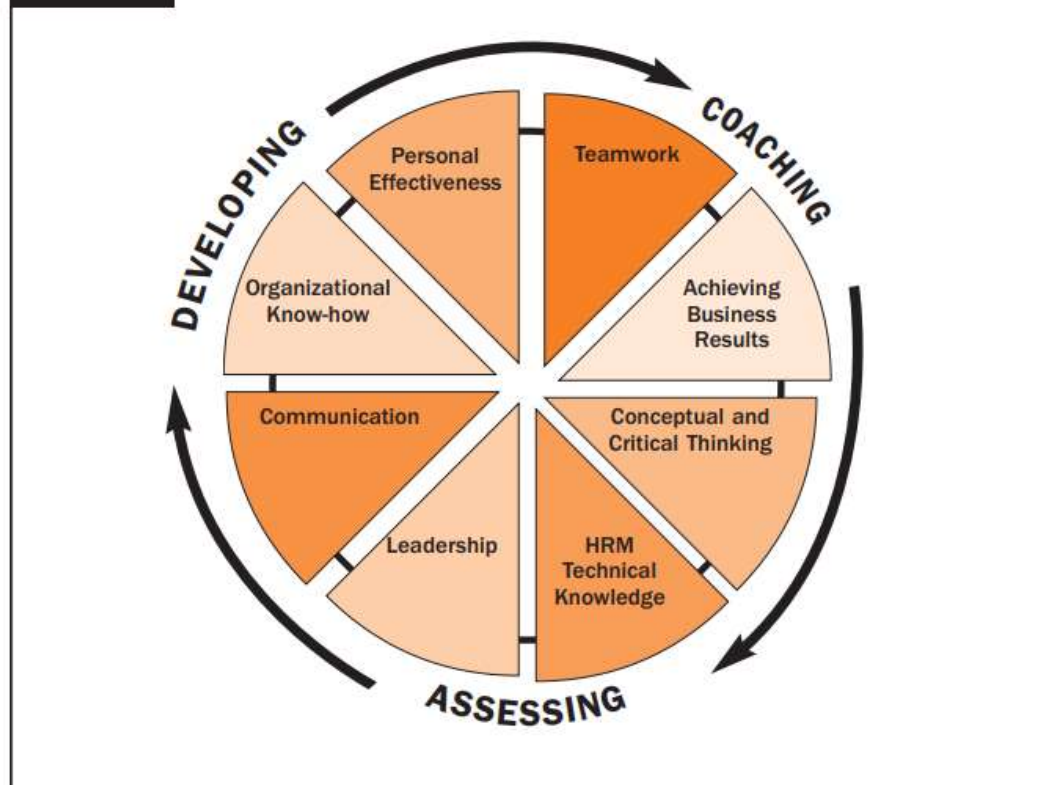 DEVELOPING
COACHING
ASSESSING
Personal
Effectiveness
Teamwork
Organizational
Know-how
Achieving
Business
Results
Communication
Conceptual and
Critical Thinking
Leadership
HRM
Technical
Knowledge